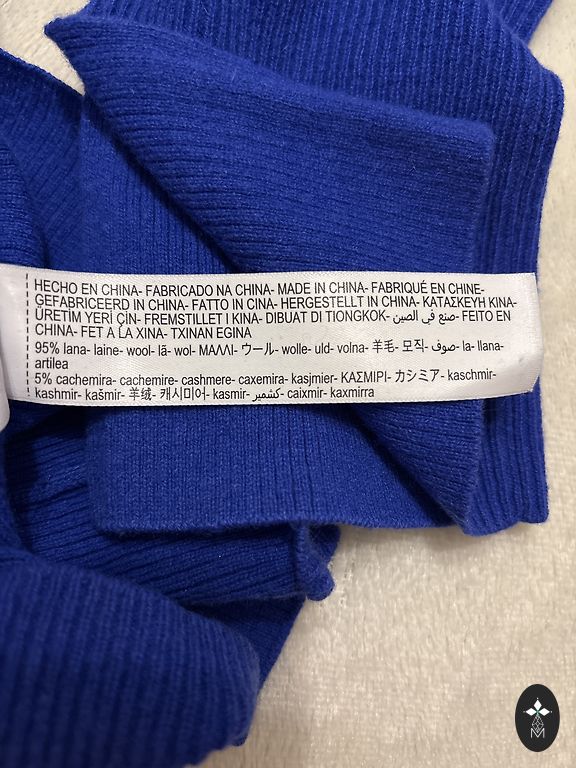 HECHO EN CHINA- FABRICADO NA CHINA- MADE IN CHINA- FABRIQUÉ EN CHINE-
GEFABRICEERD IN CHINA- FATTO IN CINA- HERGESTELLT IN CHINA- ΚΑΤΑΣΚΕΥΗ ΚΙΝΑ-
ÜRETİM YERİ ÇİN- FREMSTILLET I KINA- DIBUAT DI TIONGKOK- صنع في الصين- FEITO EN
CHINA- FET A LA XINA- TXINAN EGINA
95% lana- laine- wool- lã- wol- ΜΑΛΛΙ- ウール- wolle- uld- volna- 羊毛- 모직- صوف- la- llana-
artilea
5% cachemira- cachemire- cashmere- caxemira- kasjmier- ΚΑΣΜΙΡΙ- カシミア- kaschmir-
kashmir- kašmir- 羊绒- 캐시미어- kasmir- كشمير- caixmir- kaxmirra
M